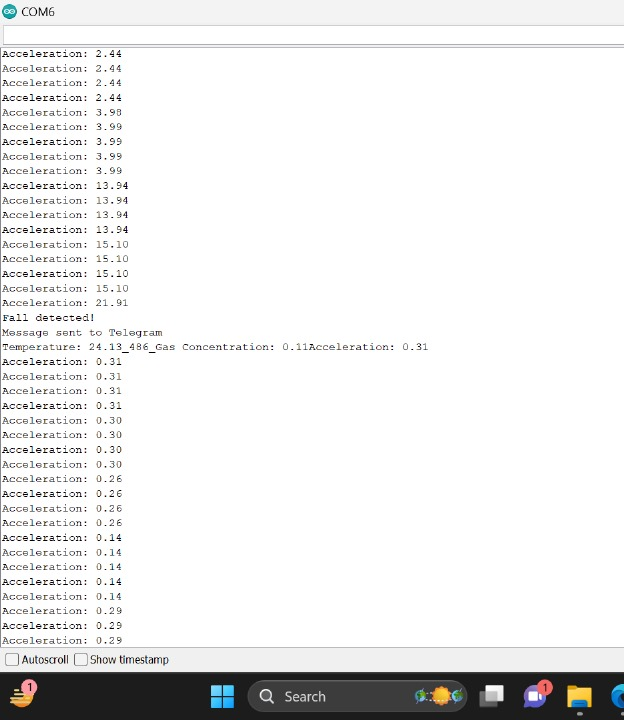 COM6
Acceleration: 2.44
Acceleration: 2.44
Acceleration: 2.44
Acceleration: 2.44
Acceleration: 3.98
Acceleration: 3.99
Acceleration: 3.99
Acceleration: 3.99
Acceleration: 3.99
Acceleration: 13.94
Acceleration: 13.94
Acceleration: 13.94
Acceleration: 13.94
Acceleration: 15.10
Acceleration: 15.10
Acceleration: 15.10
Acceleration: 15.10
Acceleration: 21.91
Fall detected!
Message sent to Telegram
Temperature: 24.13_486_Gas Concentration: 0.11Acceleration: 0.31
Acceleration: 0.31
Acceleration: 0.31
Acceleration: 0.31
Acceleration: 0.31
Acceleration: 0.30
Acceleration: 0.30
Acceleration: 0.30
Acceleration: 0.30
Acceleration: 0.26
Acceleration: 0.26
Acceleration: 0.26
Acceleration: 0.26
Acceleration: 0.14
Acceleration: 0.14
Acceleration: 0.14
Acceleration: 0.14
Acceleration: 0.14
Acceleration: 0.29
Acceleration: 0.29
Acceleration: 0.29
Autoscroll Show timestamp
1 Search 1